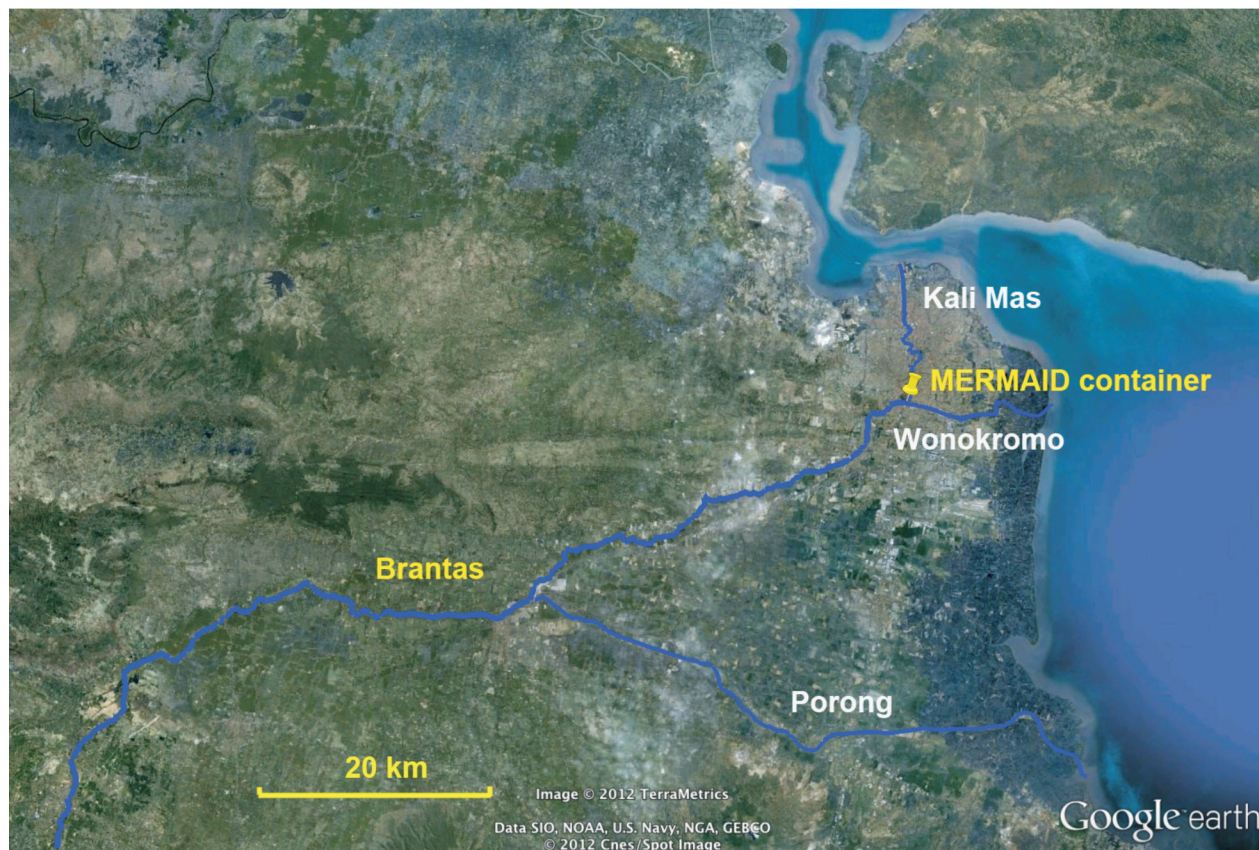 Kali Mas
MERMAID container
Wonokromo
Brantas
Porong
20 km
Image © 2012 TerraMetrics
Data SIO, NOAA, U.S. Navy, NGA, GEBCO
© 2012 Cnes/Spot Image
Google earth